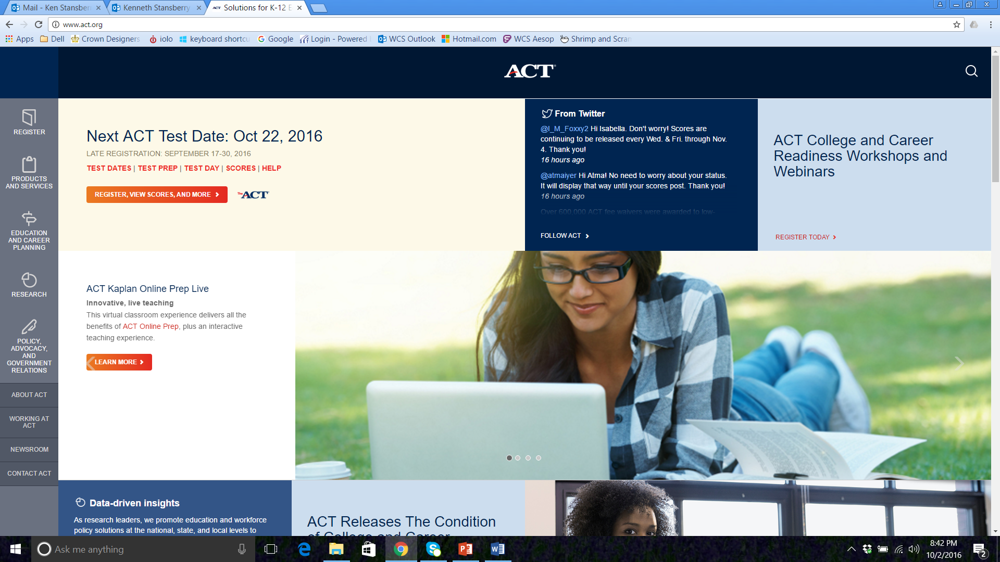 Mail - Ken Stansberr
Kenneth Stansberry
ACT Solutions for K-12 E
www.act.org
Apps
Dell
Crown Designers
iolo
keyboard shortcu
Google
Login - Powered
WCS Outlook
Hotmail.com
WCS Aesop
Shrimp and Scram
ACT
REGISTER
PRODUCTS
AND SERVICES
EDUCATION
AND CAREER
PLANNING
RESEARCH
POLICY,
ADVOCACY,
AND
GOVERNMENT
RELATIONS
ABOUT ACT
WORKING AT
ACT
NEWSROOM
CONTACT ACT
Next ACT Test Date: Oct 22, 2016
LATE REGISTRATION: SEPTEMBER 17-30, 2016
TEST DATES | TEST PREP | TEST DAY | SCORES | HELP
REGISTER, VIEW SCORES, AND MORE
The ACT
From Twitter
@I_M_Foxxy2 Hi Isabella. Don't worry! Scores are
continuing to be released every Wed. & Fri. through Nov.
4. Thank you!
16 hours ago
@atmaiyer Hi Atma! No need to worry about your status.
It will display that way until your scores post. Thank you!
16 hours ago
Over 600,000 ACT fee waivers were awarded to low-
FOLLOW ACT
ACT College and Career
Readiness Workshops and
Webinars
REGISTER TODAY
ACT Kaplan Online Prep Live
Innovative, live teaching
This virtual classroom experience delivers all the
benefits of ACT Online Prep, plus an interactive
teaching experience.
LEARN MORE
Data-driven insights
As research leaders, we promote education and workforce
policy solutions at the national, state, and local levels to
ACT Releases The Condition
of College and Career
Ask me anything
8:42 PM
10/2/2016
2